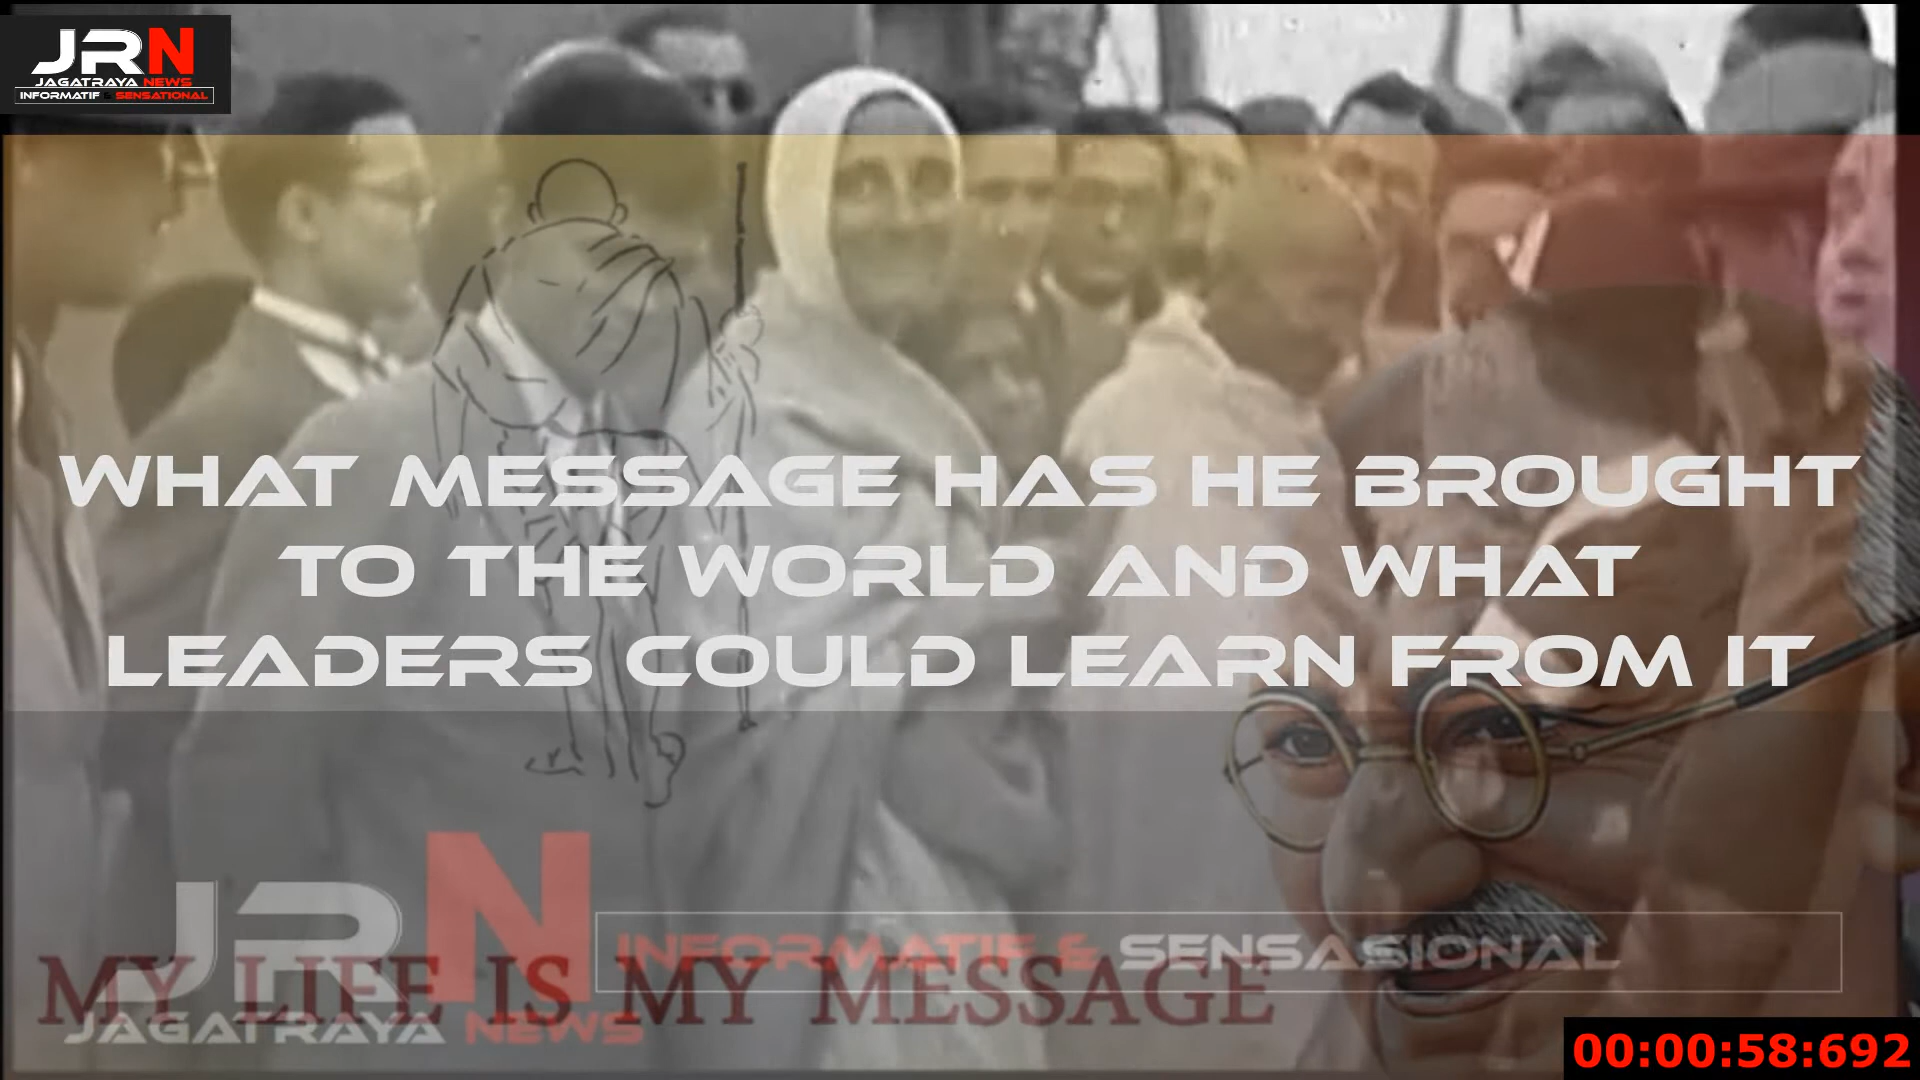 JRN
JAGATRAYA NEWS
INFORMATIF & SENSATIONAL
WHAT MESSAGE HAS HE BROUGHT
TO THE WORLD AND WHAT
LEADERS COULD LEARN FROM IT
JRN
INFORMATIF & SENSASIONAL
MY LIFE IS MY MESSAGE
JAGATRAYA NEWS
00:00:58:692